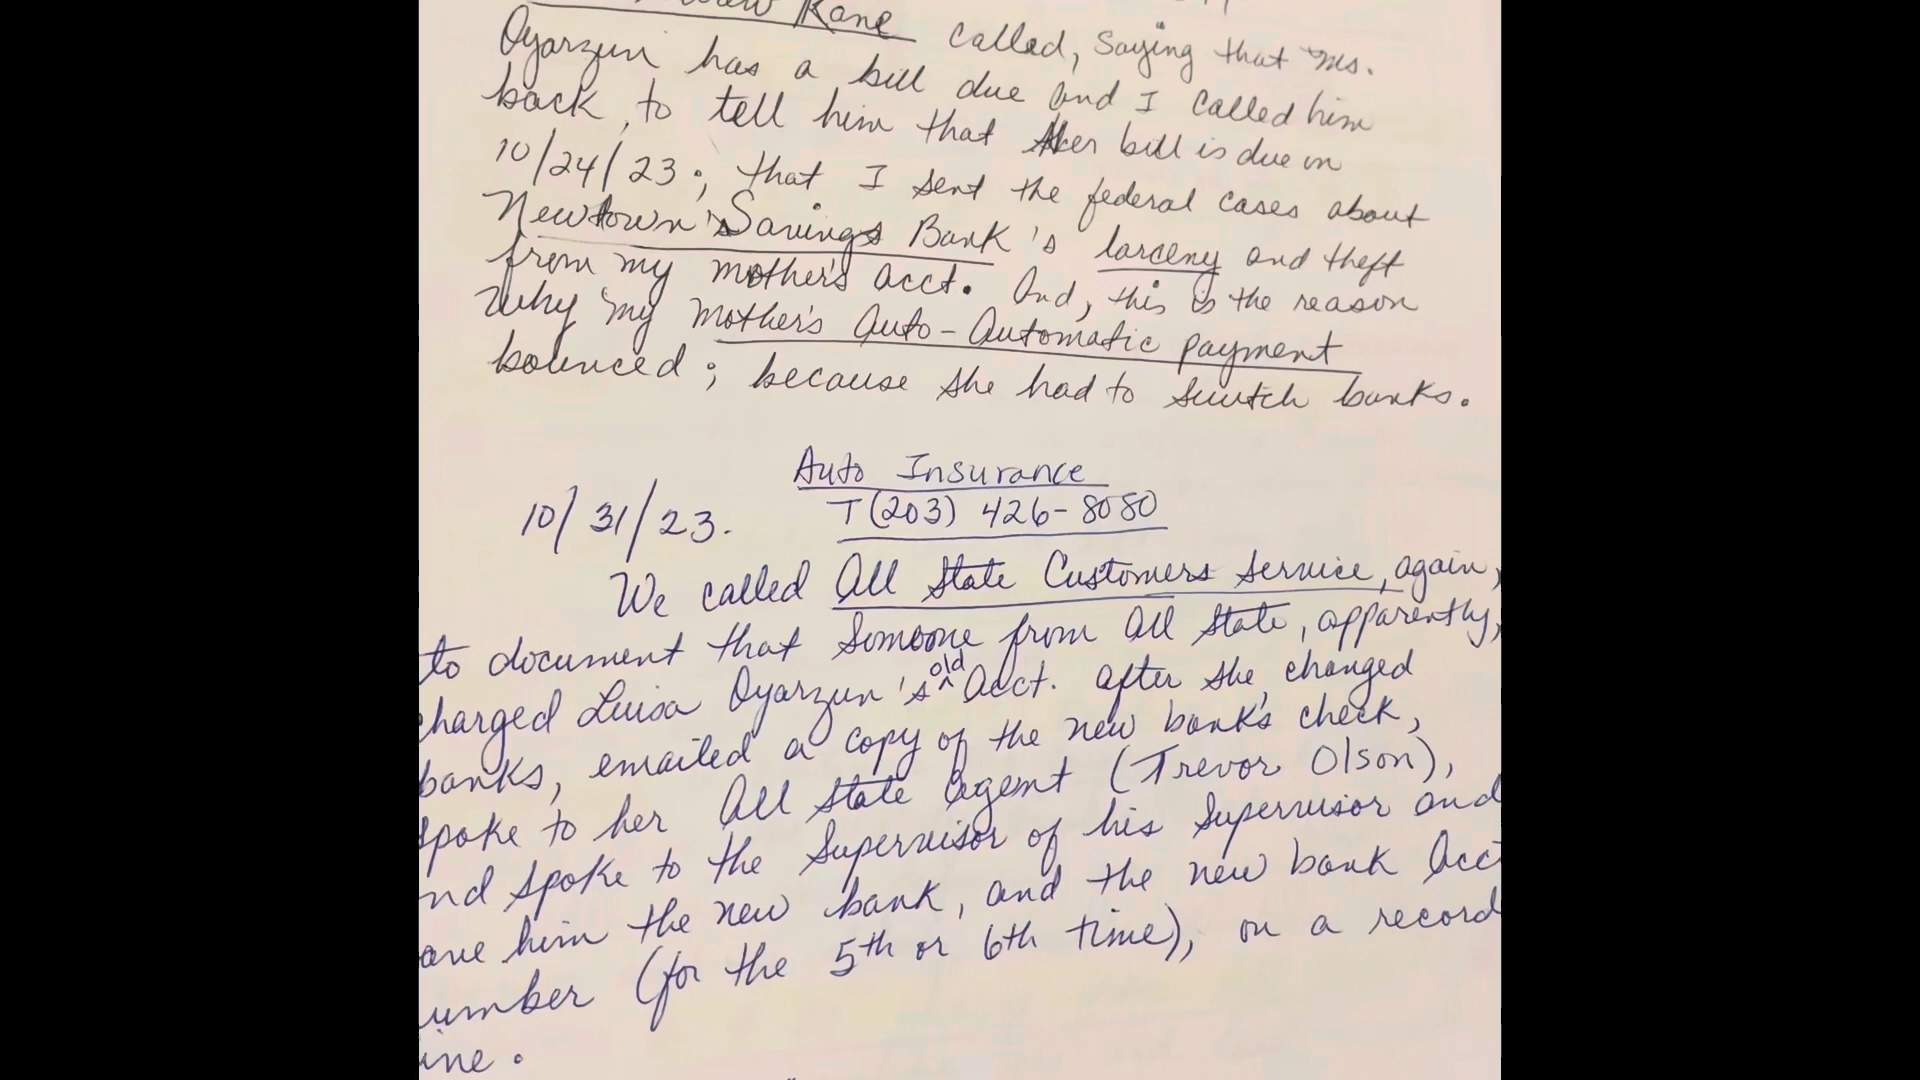 Kane called, saying that Ms.
Oyarzun has a bill due and I called him
back, to tell him that her bill is due in
10/24/23; that I sent the federal cases about
Newtown's Savings Bank's larceny and theft
from my mother's acct. And, this is the reason
why my mother's Auto-Automatic payment
bounced; because she had to switch banks.
Auto Insurance
10/31/23. T(203) 426-8080
We called All State Customers Service, again,
to document that someone from All State, apparently,
charged Luisa Oyarzun's old Acct. after she changed
banks, emailed a copy of the new bank's check,
spoke to her All State Agent (Trevor Olson),
nd spoke to the Supervisor of his Supervisor and
ave him the new bank, and the new bank Acct
umber (for the 5th or 6th time), on a record
ine.